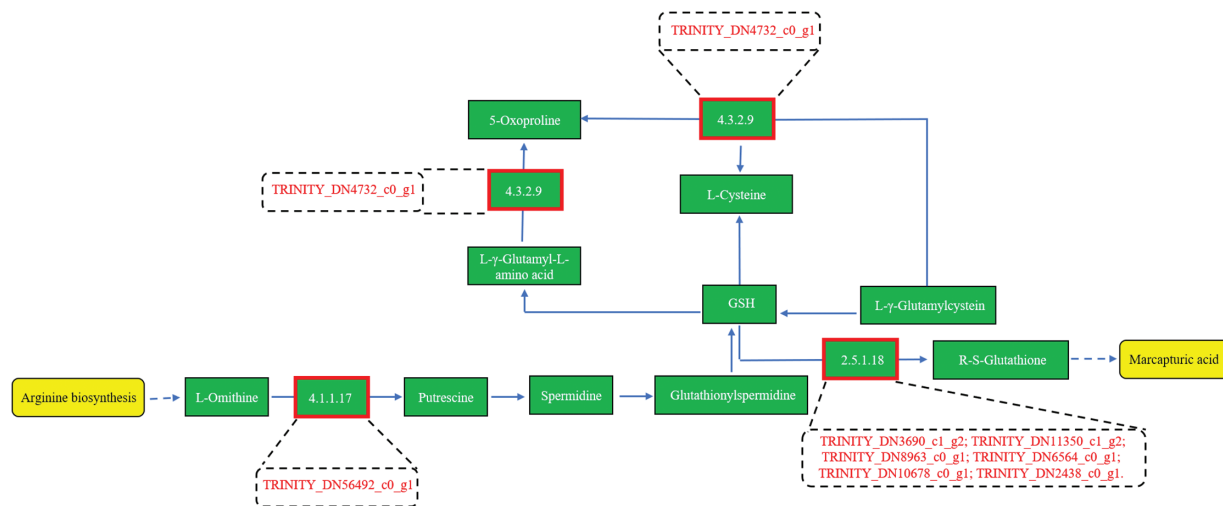 TRINITY_DN4732_c0_g1
5-Oxoproline
4.3.2.9
TRINITY_DN4732_c0_g1
4.3.2.9
L-Cysteine
L-γ-Glutamyl-L-
amino acid
GSH
L-γ-Glutamylcystein
2.5.1.18
R-S-Glutathione
Marcapturic acid
Arginine biosynthesis
L-Omithine
4.1.1.17
Putrescine
Spermidine
Glutathionylspermidine
TRINITY_DN3690_c1_g2; TRINITY_DN11350_c1_g2;
TRINITY_DN8963_c0_g1; TRINITY_DN6564_c0_g1;
TRINITY_DN10678_c0_g1; TRINITY_DN2438_c0_g1.
TRINITY_DN56492_c0_g1